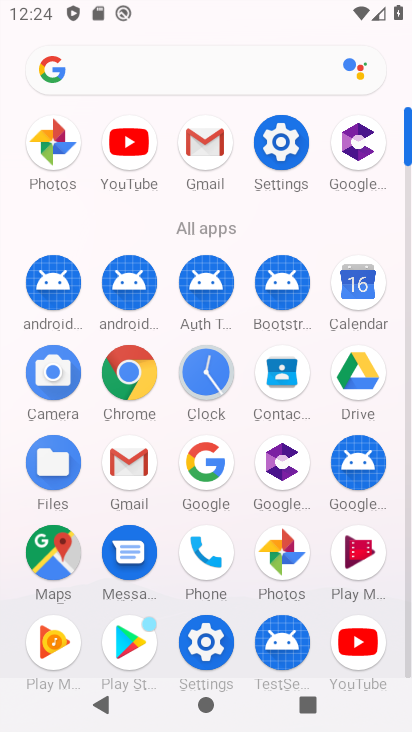 12:24
Photos YouTube Gmail Settings Google...
All apps
android... android... Auth T... Bootstr... Calendar
16
Camera Chrome Clock Contac... Drive
Files Gmail Google Google... Google...
Maps Messa... Phone Photos Play M...
Play M... Play St... Settings TestSe... YouTube